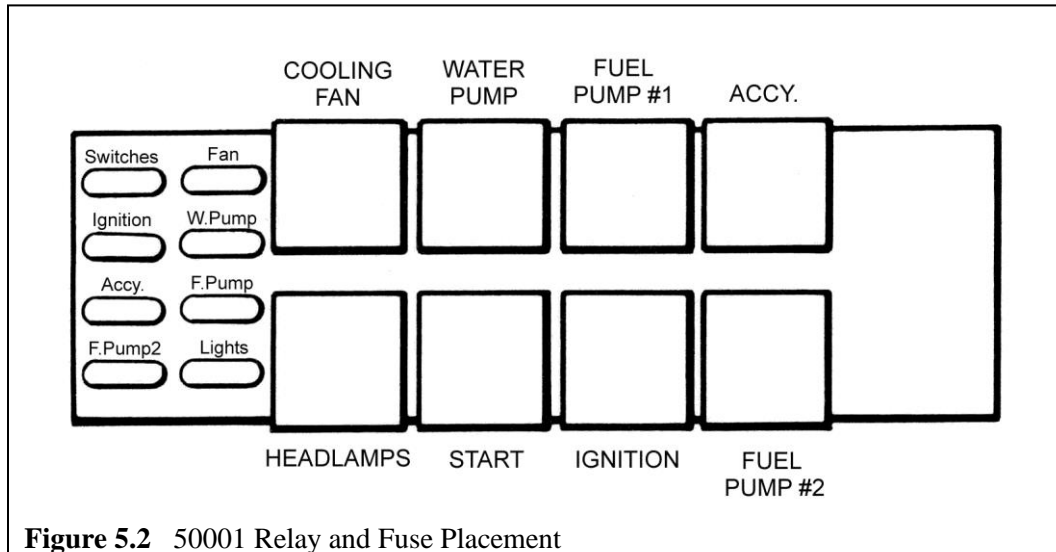 COOLING
FAN
WATER
PUMP
FUEL
PUMP #1
ACCY.
Switches
Fan
Ignition
W.Pump
Accy.
F.Pump
F.Pump2
Lights
HEADLAMPS
START
IGNITION
FUEL
PUMP #2
Figure 5.2 50001 Relay and Fuse Placement